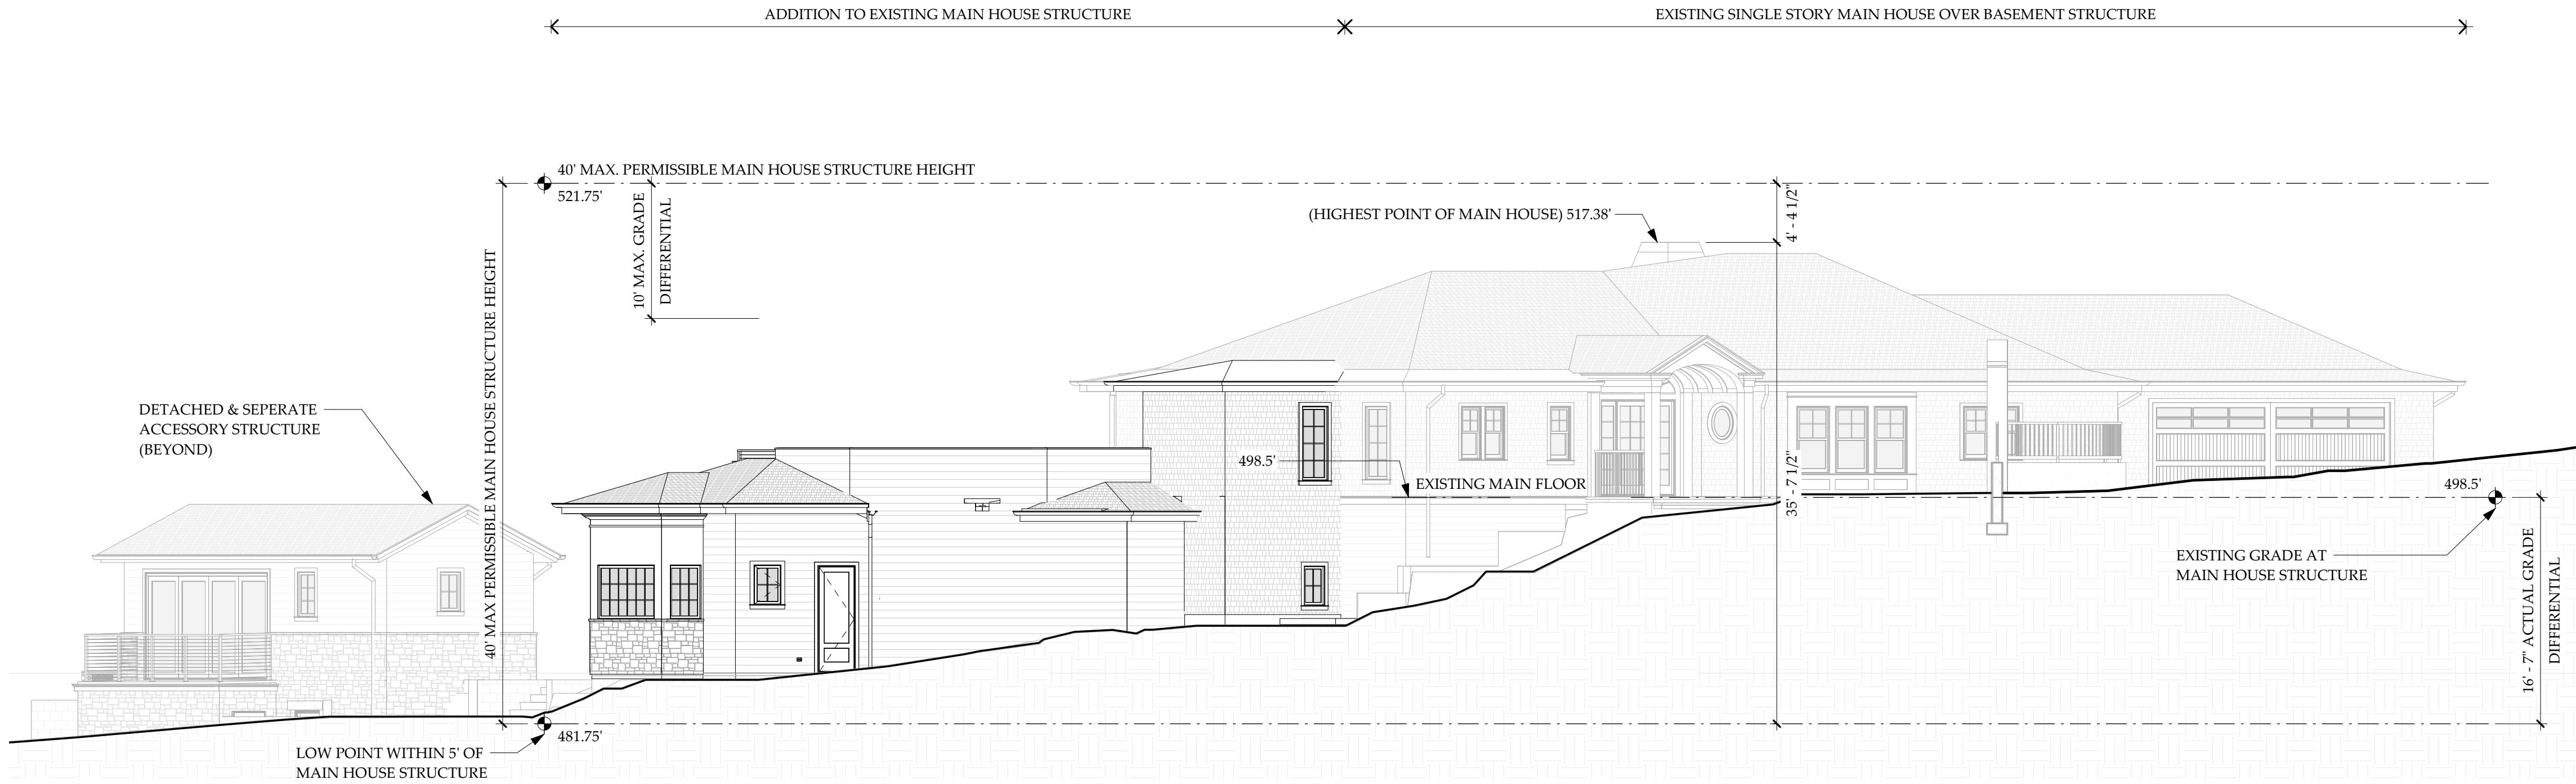 ADDITION TO EXISTING MAIN HOUSE STRUCTURE
EXISTING SINGLE STORY MAIN HOUSE OVER BASEMENT STRUCTURE
40' MAX. PERMISSIBLE MAIN HOUSE STRUCTURE HEIGHT
521.75'
10' MAX. GRADE
DIFFERENTIAL
(HIGHEST POINT OF MAIN HOUSE) 517.38'
4' - 4 1/2"
40' MAX PERMISSIBLE MAIN HOUSE STRUCTURE HEIGHT
DETACHED & SEPERATE
ACCESSORY STRUCTURE
(BEYOND)
498.5'
EXISTING MAIN FLOOR
35' - 7 1/2"
498.5'
EXISTING GRADE AT
MAIN HOUSE STRUCTURE
16' - 7" ACTUAL GRADE
DIFFERENTIAL
481.75'
LOW POINT WITHIN 5' OF
MAIN HOUSE STRUCTURE